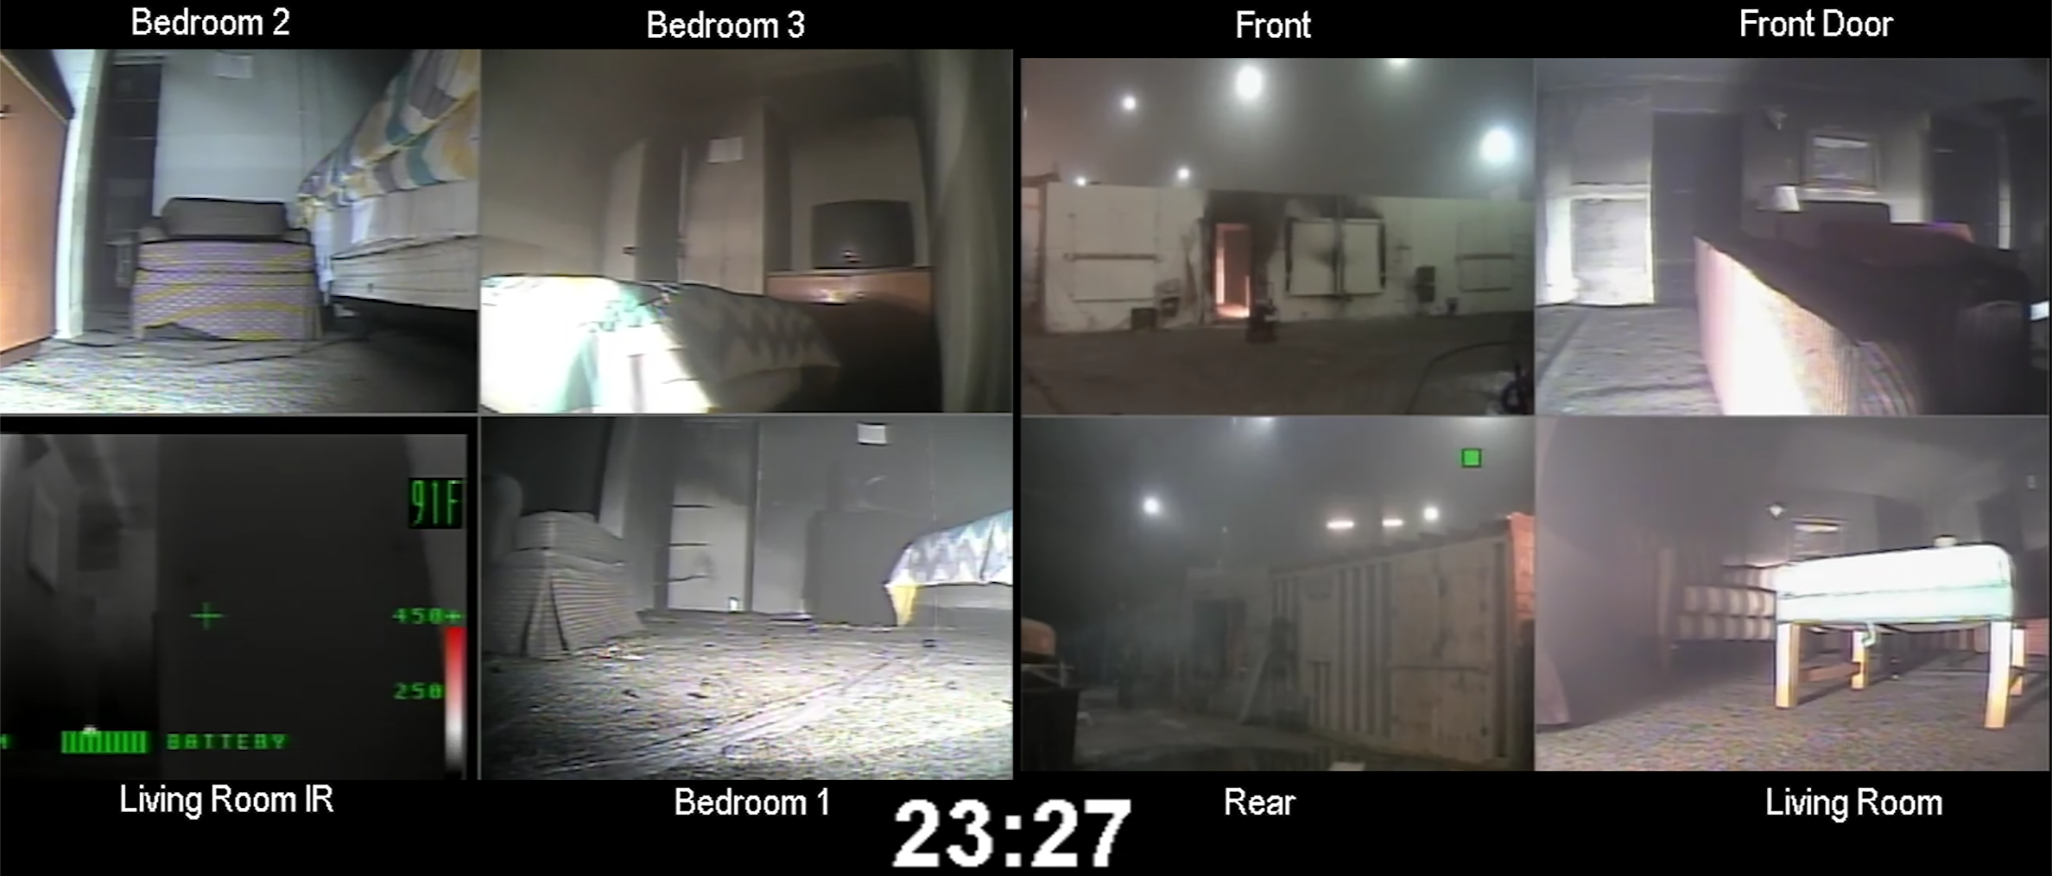 Bedroom 2
Bedroom 3
Front
Front Door
91F
450+
250
BATTERY
Living Room IR
Bedroom 1
Rear
Living Room
23:27